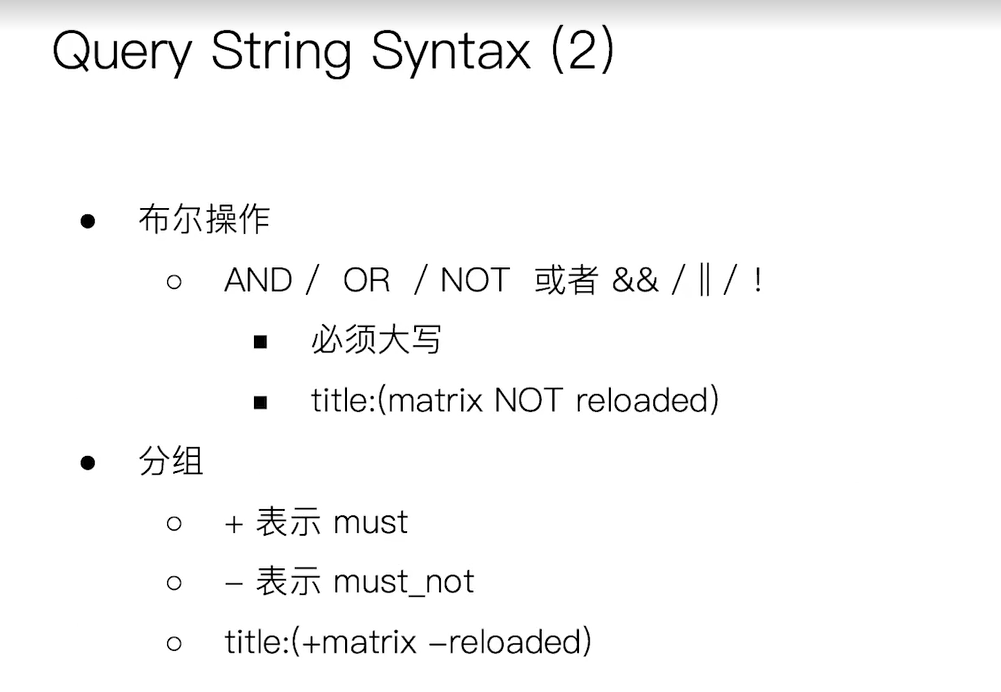 Query String Syntax (2)
● 布尔操作
○ AND / OR / NOT 或者 && / || / !
■ 必须大写
■ title:(matrix NOT reloaded)
● 分组
○ + 表示 must
○ – 表示 must_not
○ title:(+matrix –reloaded)